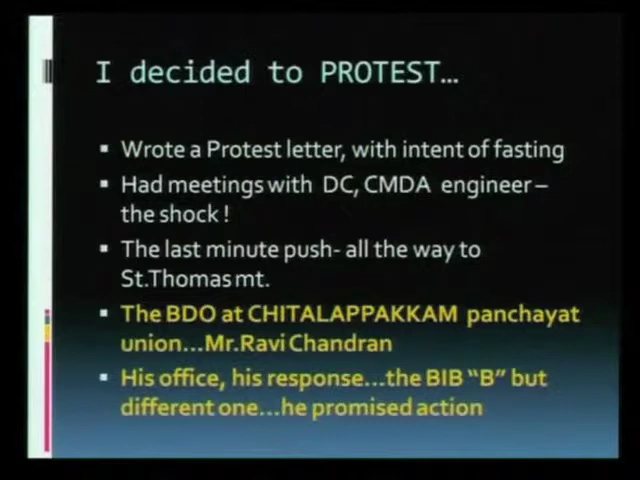 I decided to PROTEST…
▪ Wrote a Protest letter, with intent of fasting
▪ Had meetings with DC, CMDA engineer –
the shock !
▪ The last minute push- all the way to
St.Thomas mt.
▪ The BDO at CHITALAPPAKKAM panchayat
union…Mr.Ravi Chandran
▪ His office, his response…the BIB “B” but
different one…he promised action